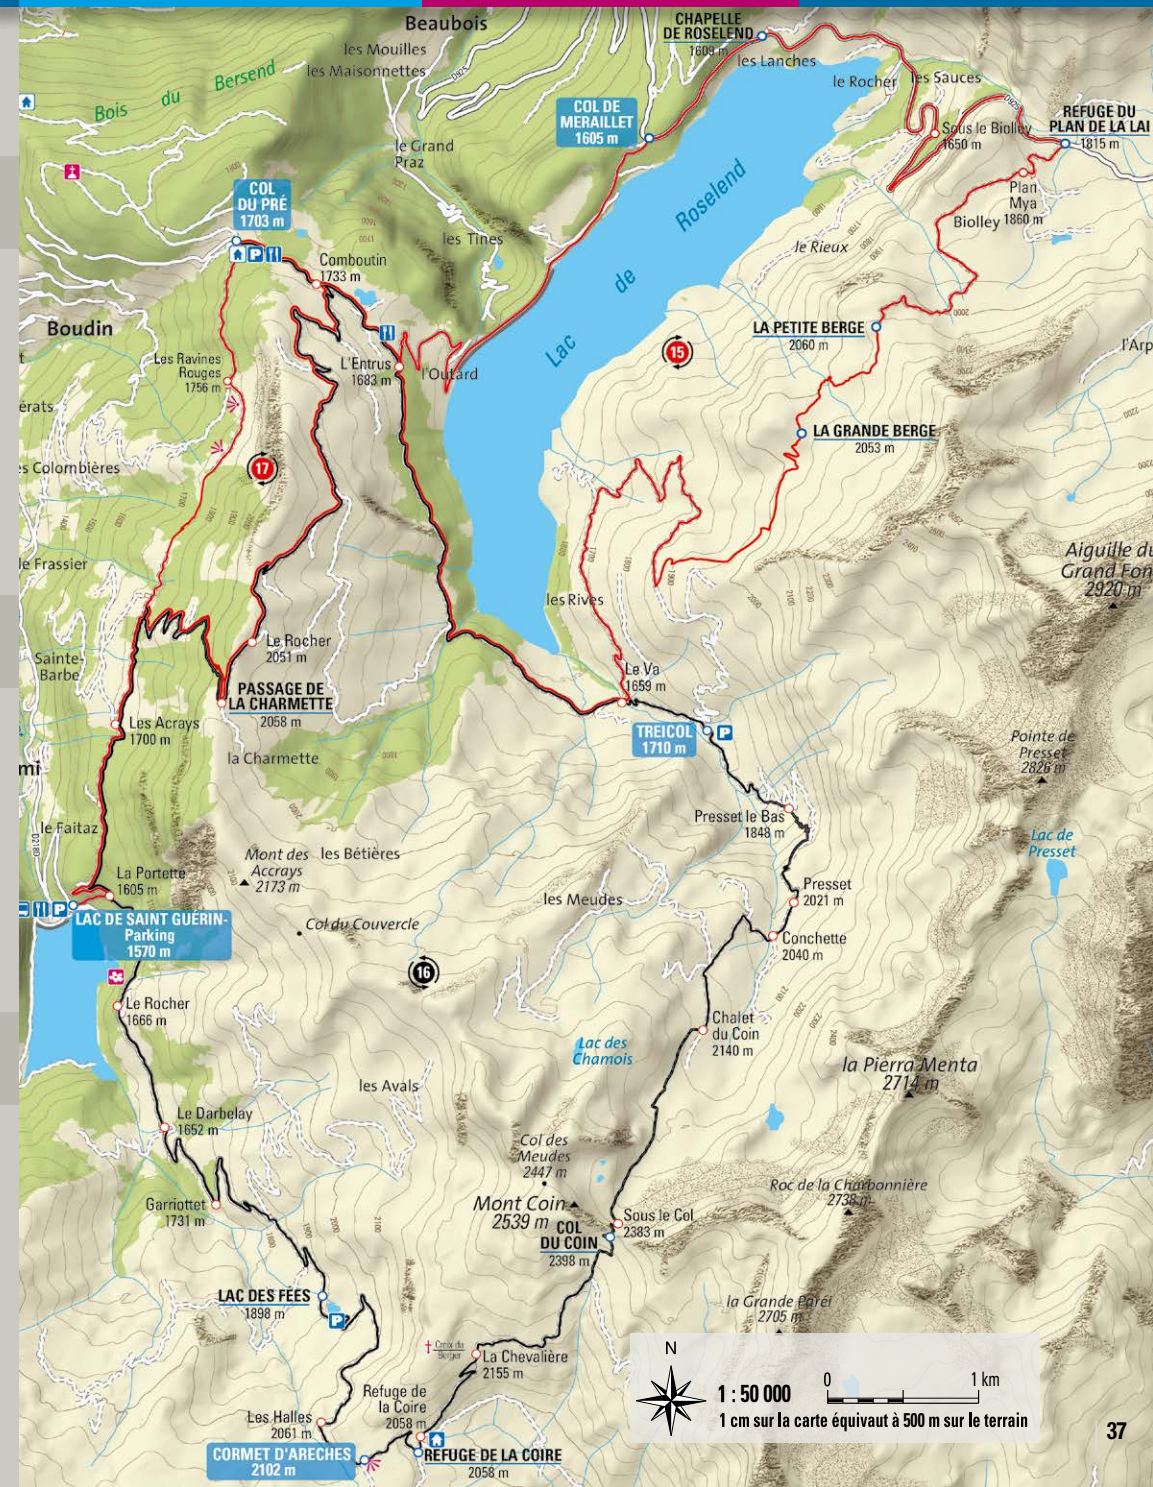 Beaubois
les Mouilles
les Maisonnettes
Bois du Bersend
D925
CHAPELLE
DE ROSELEND
1609 m
les Lanches
le Rocher
les Sauces
D925
COL DE
MERAILLET
1605 m
REFUGE DU
PLAN DE LA LAI
1815 m
Sous le Biolley
1650 m
le Grand
Praz
COL
DU PRÉ
1703 m
Plan
Mya
1860 m
Biolley
Lac de Roselend
les Tines
le Rieux
Comboutin
1733 m
Boudin
LA PETITE BERGE
2060 m
15
l'Arp
Les Ravines
Rouges
1756 m
L'Entrus
1683 m
l'Outard
érats
LA GRANDE BERGE
2053 m
es Colombières
17
le Frassier
Aiguille du
Grand Fon
2920 m
les Rives
Sainte-
Barbe
Le Rocher
2051 m
Le Va
1659 m
PASSAGE DE
LA CHARMETTE
2058 m
Les Acrays
1700 m
TREICOL
1710 m
Pointe de
Presset
2826 m
la Charmette
mi
Presset le Bas
1848 m
le Faitaz
D218D
Lac de
Presset
Mont des
Accrays
2173 m
les Bétières
La Portette
1605 m
Presset
2021 m
les Meudes
LAC DE SAINT GUÉRIN-
Parking
1570 m
Col du Couvercle
Conchette
2040 m
16
Le Rocher
1666 m
Chalet
du Coin
2140 m
Lac des
Chamois
la Pierra Menta
2714 m
les Avals
Le Darbelay
1652 m
Col des
Meudes
2447 m
Roc de la Charbonnière
2738 m
Garriottet
1731 m
Mont Coin
2539 m
Sous le Col
2383 m
COL
DU COIN
2398 m
LAC DES FÉES
1898 m
la Grande Paréi
2705 m
Croix du
Berger
La Chevalière
2155 m
Refuge de
la Coire
2058 m
Les Halles
2061 m
CORMET D'ARECHES
2102 m
REFUGE DE LA COIRE
2058 m
N
0 1 km
1 : 50 000
1 cm sur la carte équivaut à 500 m sur le terrain
37